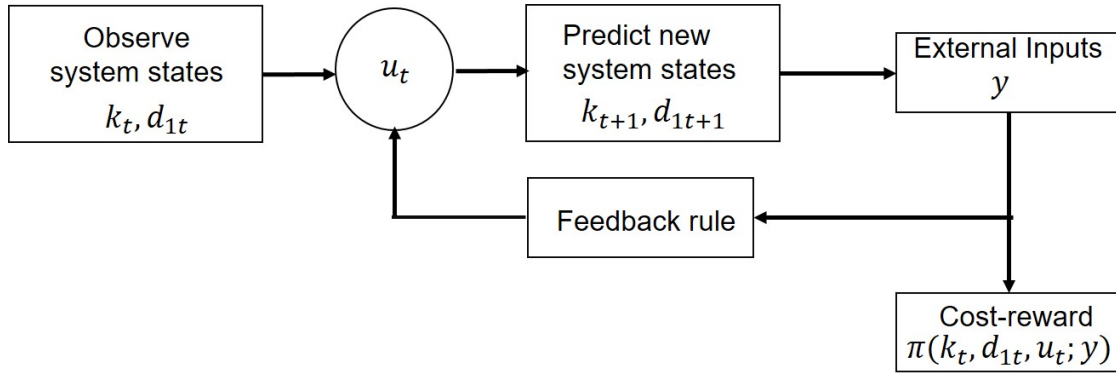 Observe
system states
k_t, d_{1t}
u_t
Predict new
system states
k_{t+1}, d_{1t+1}
External Inputs
y
Feedback rule
Cost-reward
π(k_t, d_{1t}, u_t; y)